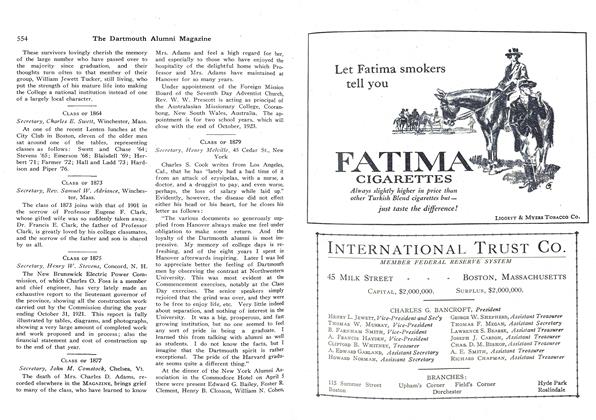 554
The Dartmouth Alumni Magazine
These survivors lovingly cherish the memory
of the large number who have passed over to
the majority since graduation, and their
thoughts turn often to that member of their
group, William Jewett Tucker, still living, who
put the strength of his mature life into making
the College a national institution instead of one
of a largely local character.
CLASS OF 1864
Secretary, Charles E. Swett, Winchester, Mass.
At one of the recent Lenten lunches at the
City Club in Boston, eleven of the older men
sat around one of the tables, representing
classes as follows: Swett and Chase '64;
Stevens '65; Emerson '68; Blaisdell '69; Her-
bert '71; Farmer '72; Hall and Ladd '73; Hard-
ison and Piper '76.
CLASS OF 1873
Secretary, Rev. Samuel W. Adriance, Winches-
ter, Mass.
The class of 1873 joins with that of 1901 in
the sorrow of Professor Eugene F. Clark,
whose gifted wife was so suddenly taken away.
Dr. Francis E. Clark, the father of Professor
Clark, is greatly loved by his college classmates,
and the sorrow of the father and son is shared
by us all.
CLASS OF 1875
Secretary, Henry W. Stevens, Concord, N. H.
The New Brunswick Electric Power Com-
mission, of which Charles O. Foss is a member
and chief engineer, has very lately made an
exhaustive report to the lieutenant governor of
the province, showing all the construction work
carried out by the Commission during the year
ending October 31, 1921. This report is fully
illustrated by tables, diagrams, and photographs,
showing a very large amount of completed work
and work proposed and in process; also the
financial statement and cost of construction up
to the end of the year.
CLASS OF 1877
Secretary, John M. Comstock, Chelsea, Vt.
The death of Mrs. Charles D. Adams, re-
corded elsewhere in the MAGAZINE, brings grief
to many of the class, who have learned to know
Mrs. Adams and feel a high regard for her,
and especially to those who have enjoyed the
hospitality of the delightful home which Pro-
fessor and Mrs. Adams have maintained at
Hanover for so many years.
Under appointment of the Foreign Mission
Board of the Seventh Day Adventist Church,
Rev. W. W. Prescott is acting as principal of
the Australasian Missionary College, Cooran-
bong, New South Wales, Australia. The ap-
pointment is for two school years, which will
close with the end of October, 1923.
CLASS OF 1879
Secretary, Henry Melville, 45 Cedar St., New
York
Charles S. Cook writes from Los Angeles,
Cal., that he "lately had a bad time of it
from an attack of erysipelas, with a nurse, a
doctor, and a druggist to pay, and even worse,
perhaps, the loss of salary while laid up."
Evidently, however, the disease did not effect
either his head or his heart, for he closes his
letter as follows:
"The various documents so generously sup-
plied from Hanover always make me feel under
obligation to make some return. And the
loyalty of the Dartmouth alumni is most im-
pressive. My memory of college days is re-
freshing, and of the eight years I spent in
Hanover afterwards inspiring. Later I was led
to appreciate better the feeling of Dartmouth
men by observing the contrast at Northwestern
University. This was most evident at the
Commencement exercises, notably at the Class
Day exercises. The senior speakers simply
rejoiced that the grind was over, and they were
to be free to enjoy life, etc. Very little indeed
about separation, and nothing of interest in the
University. It was a big, prosperous, and fast
growing institution, but no one seemed to feel
any sort of pride in being a graduate. I
learned this from talking with alumni as well
as students. I do not know the facts, but I
imagine that the Dartmouth spirit is rather
exceptional. The pride of the Harvard gradu-
ate seems quite a different thing."
At the dinner of the New York Alumni As-
sociation in the Commodore Hotel on April 5
there were present Edward G. Bailey, Foster R.
Clement, Henry B. Closson, William N. Cohen
Let Fatima smokers
tell you
FATIMA
CIGARETTES
Always slightly higher in price than
other Turkish Blend cigarettes but—
just taste the difference!
LIGGETT & MYERS TOBACCO CO.
INTERNATIONAL TRUST CO.
MEMBER FEDERAL RESERVE SYSTEM
45 MILK STREET - - - BOSTON, MASSACHUSETTS
CAPITAL, $2,000,000. SURPLUS, $2,000,000.
CHARLES G. BANCROFT, President
HENRY L. JEWETT, Vice-President and Sec'y GEORGE W. SHEPHERD, Assistant Treasurer
THOMAS W. MURRAY, Vice-President THOMAS F. MEGAN, Assistant Secretary
B. FARNHAM SMITH, Vice-President LAWRENCE S. BEARSE, Assistant Treasurer
A. FRANCIS HAYDEN, Vice-President JOSEPH J. CARSON, Assistant Treasurer
CLIFFORD B. WHITNEY, Treasurer CHAS. D. M. BISHOP, Assistant Treasurer
A. EDWARD GARLAND, Assistant Secretary A. E. SMITH, Assistant Treasurer
HOWARD NORMAN, Assistant Secretary RICHARD CHAPMAN, Assistant Treasurer
BRANCHES:
115 Summer Street Upham's Corner Field's Corner Hyde Park
Boston Dorchester Roslindale